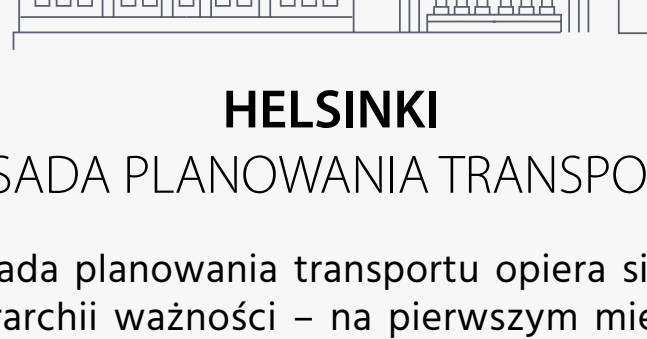 HELSINKI
SADA PLANOWANIA TRANSPO
ada planowania transportu opiera si
rarchii ważności – na pierwszym mie